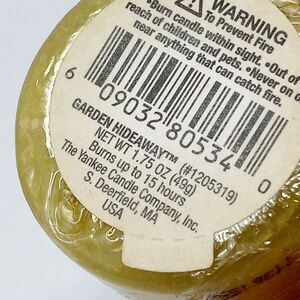 WARNING
To Prevent Fire
•Burn candle within sight. •Out of
reach of children and pets. •Never on or
near anything that can catch fire.
6 09032 80534 0
GARDEN HIDEAWAY™ (#1205319)
NET WT 1.75 OZ (49g)
Burns up to 15 hours
The Yankee Candle Company, Inc.
S. Deerfield, MA
USA